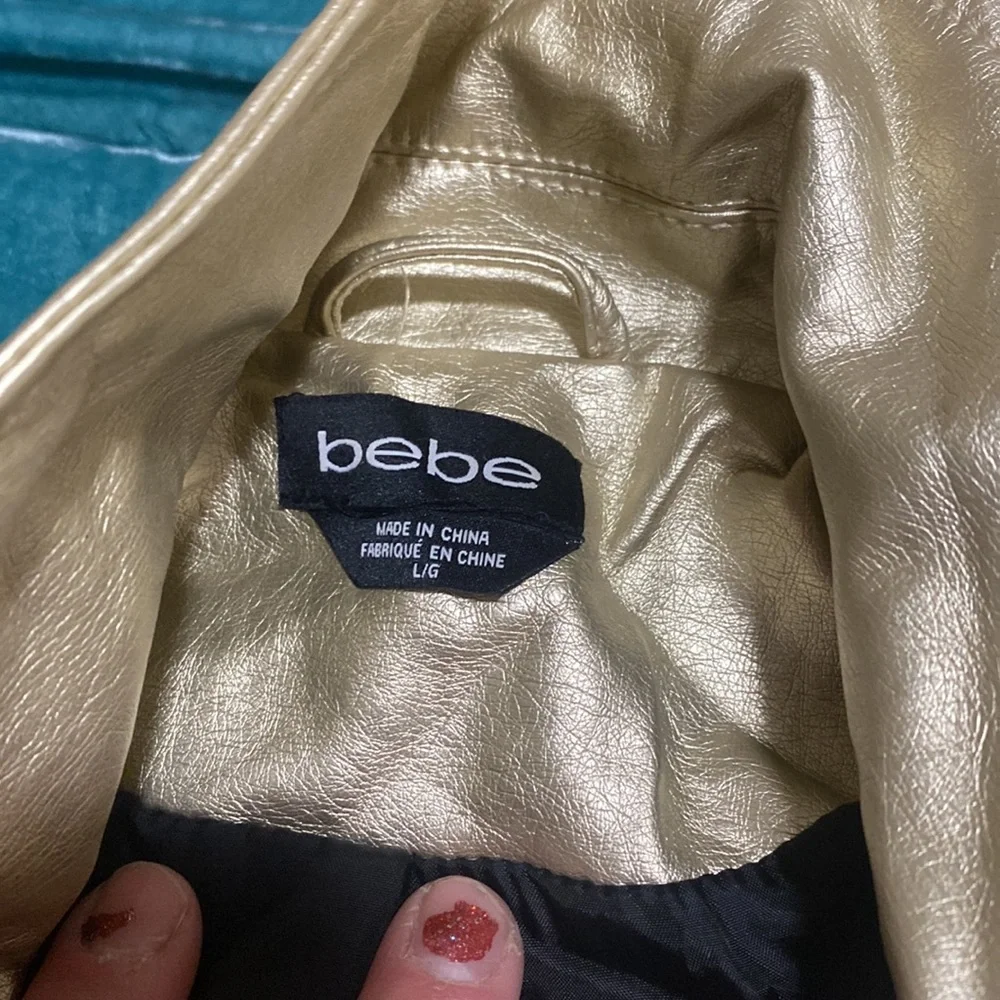 bebe
MADE IN CHINA
FABRIQUÉ EN CHINE
L/G